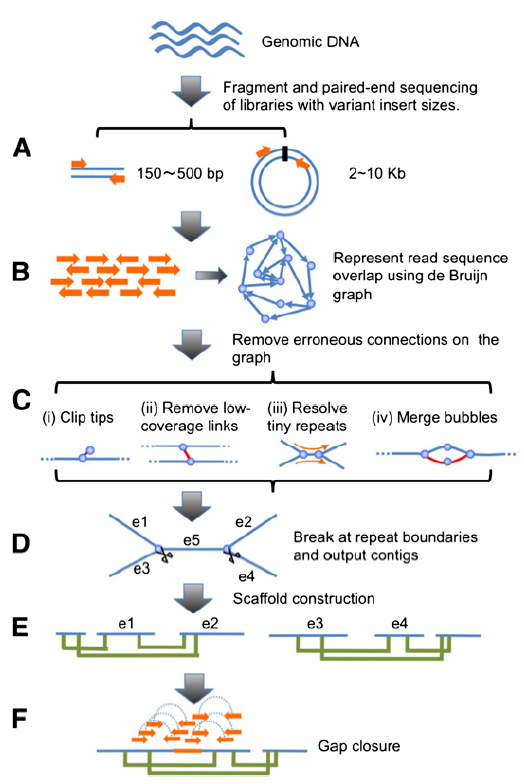 Genomic DNA
Fragment and paired-end sequencing
of libraries with variant insert sizes.
A
150~500 bp
2~10 Kb
B
Represent read sequence
overlap using de Bruijn
graph
Remove erroneous connections on the
graph
C
(i) Clip tips
(ii) Remove low-
coverage links
(iii) Resolve
tiny repeats
(iv) Merge bubbles
D
e1
e2
e5
e3
e4
Break at repeat boundaries
and output contigs
Scaffold construction
E
e1
e2
e3
e4
F
Gap closure